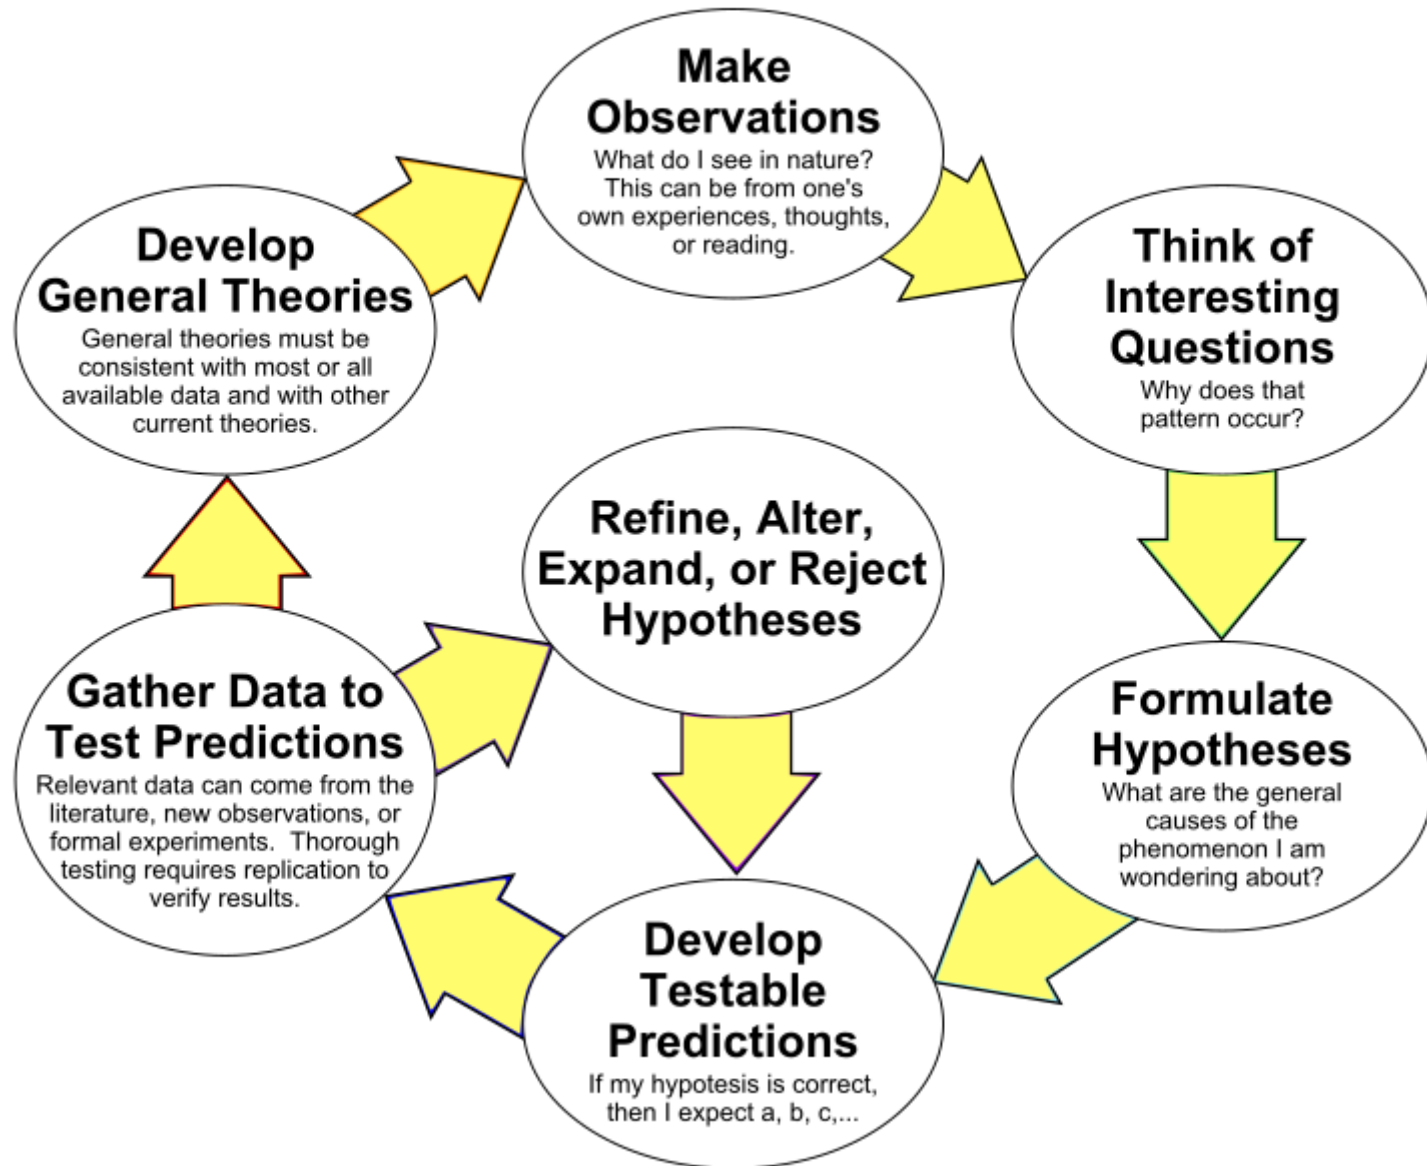 Make
Observations
What do I see in nature?
This can be from one's
own experiences, thoughts,
or reading.
Think of
Interesting
Questions
Why does that
pattern occur?
Formulate
Hypotheses
What are the general
causes of the
phenomenon I am
wondering about?
Develop
Testable
Predictions
If my hypotesis is correct,
then I expect a, b, c,...
Gather Data to
Test Predictions
Relevant data can come from the
literature, new observations, or
formal experiments. Thorough
testing requires replication to
verify results.
Refine, Alter,
Expand, or Reject
Hypotheses
Develop
General Theories
General theories must be
consistent with most or all
available data and with other
current theories.